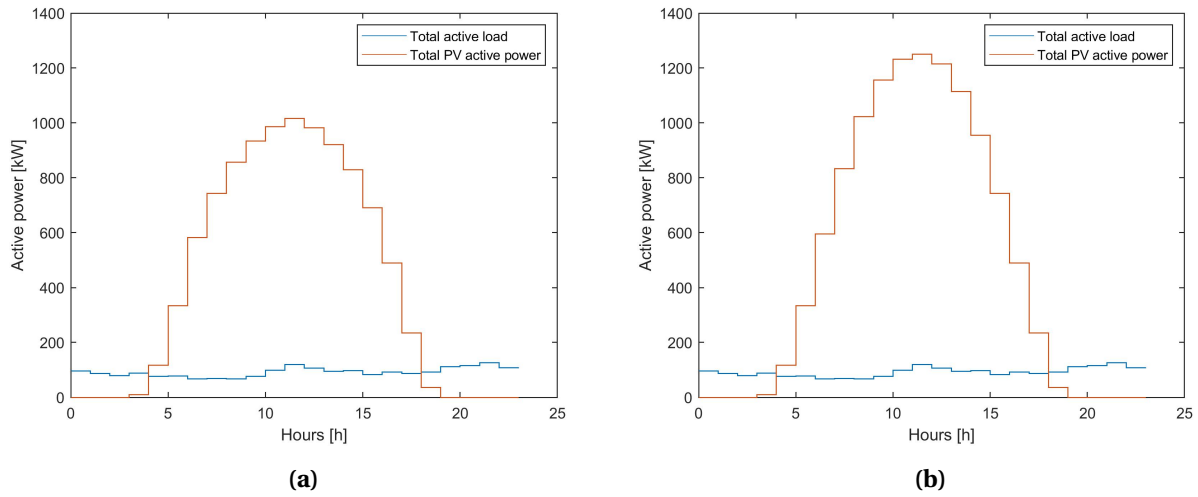 1400
1200
1000
800
600
400
200
0
0 5 10 15 20 25
Active power [kW]
Hours [h]
Total active load
Total PV active power
(a)
1400
1200
1000
800
600
400
200
0
0 5 10 15 20 25
Active power [kW]
Hours [h]
Total active load
Total PV active power
(b)